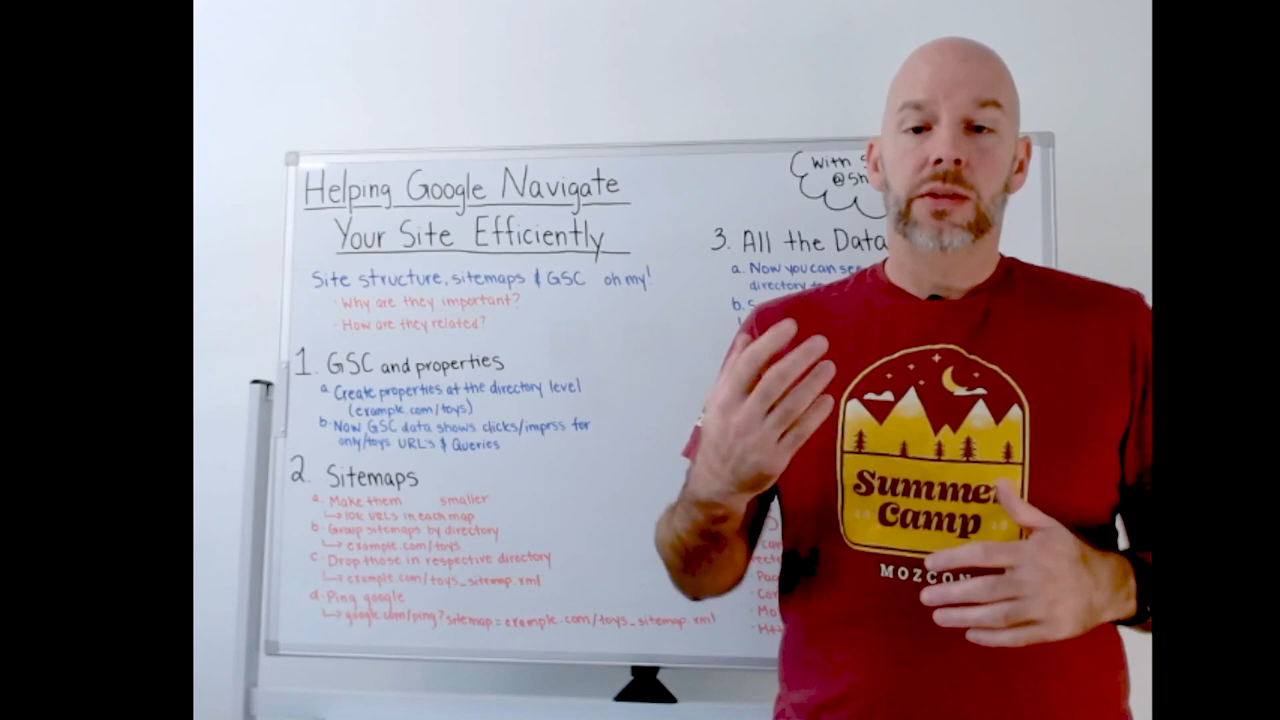 Helping Google Navigate
Your Site Efficiently
Site structure, sitemaps & GSC oh my!
· Why are they important?
· How are they related?
1. GSC and properties
a. Create properties at the directory level
(example.com/toys)
b. Now GSC data shows clicks/imprss for
only/toys URL's & Queries
2. Sitemaps
a. Make them smaller
↳ 10k URLs in each map
b. Group sitemaps by directory
↳ example.com/toys
c. Drop those in respective directory
↳ example.com/toys_sitemap.xml
d. Ping google
↳ google.com/ping?sitemap=example.com/toys_sitemap.xml
With
3. All the Data
a. Now you can see
directory
b.
Summer
Camp
MOZCON